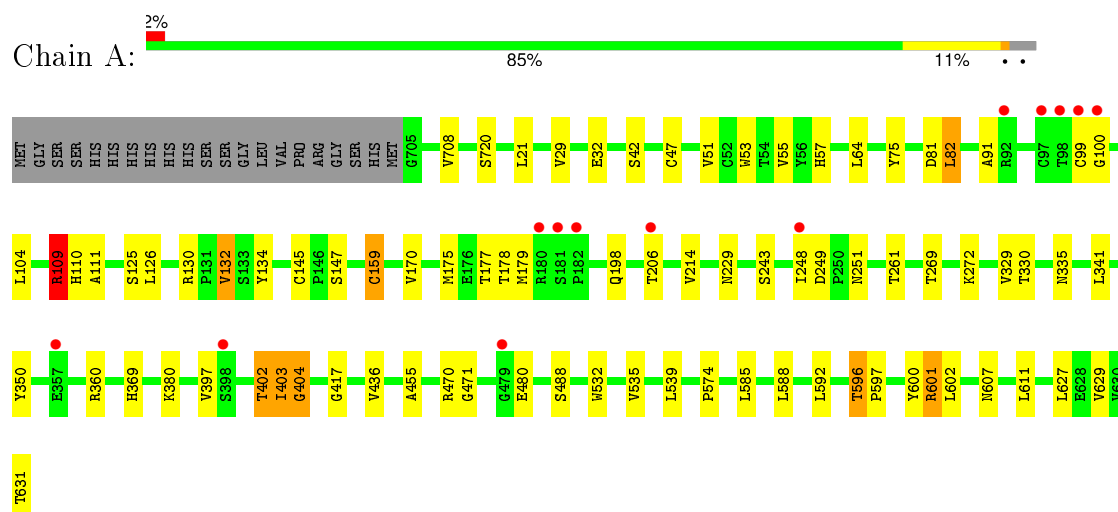 2%
Chain A:
85% 11% • •
MET GLY SER SER HIS HIS HIS HIS HIS HIS SER SER GLY LEU VAL PRO ARG GLY SER HIS MET G705 V708 S720 L21 V29 E32 S42 C47 V51 C52 W53 T54 V55 Y56 H57 L64 Y75 D81 L82 A91 R92 C97 T98 C99 G100
L104 R109 H110 A111 S125 L126 R130 P131 V132 S133 Y134 C145 P146 S147 C159 V170 M175 E176 T177 T178 M179 R180 S181 P182 Q198 T206 V214 N229 S243 I248 D249 P250 N251 T261 T269 K272 V329 T330 N335 L341
Y350 E357 R360 H369 K380 V397 S398 T402 I403 G404 G417 V436 A455 R470 G471 G479 E480 S488 W532 V535 L539 P574 L585 L588 L592 T596 P597 Y600 R601 L602 N607 L611 L627 E628 V629
T631